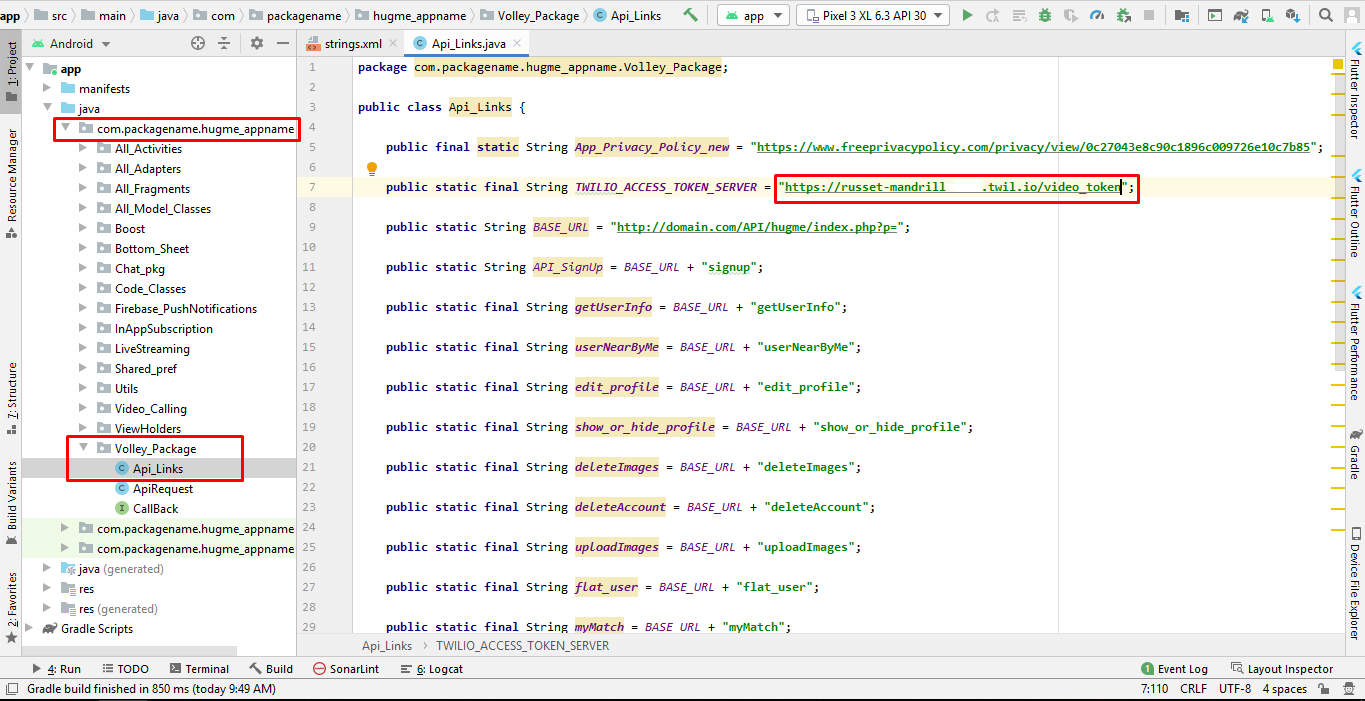 app src main java com packagename hugme_appname Volley_Package Api_Links app Pixel 3 XL 6.3 API 30
Android
strings.xml Api_Links.java
1: Project
Resource Manager
7: Structure
Build Variants
2: Favorites
app
manifests
java
com.packagename.hugme_appname
All_Activities
All_Adapters
All_Fragments
All_Model_Classes
Boost
Bottom_Sheet
Chat_pkg
Code_Classes
Firebase_PushNotifications
InAppSubscription
LiveStreaming
Shared_pref
Utils
Video_Calling
ViewHolders
Volley_Package
Api_Links
ApiRequest
CallBack
com.packagename.hugme_appname
com.packagename.hugme_appname
java (generated)
res
res (generated)
Gradle Scripts
1 package com.packagename.hugme_appname.Volley_Package;
2
3 public class Api_Links {
4
5 public final static String App_Privacy_Policy_new = "https://www.freeprivacypolicy.com/privacy/view/0c27043e8c90c1896c009726e10c7b85";
6
7 public static final String TWILIO_ACCESS_TOKEN_SERVER = "https://russet-mandrill .twil.io/video_token";
8
9 public static String BASE_URL = "http://domain.com/API/hugme/index.php?p=";
10
11 public static String API_SignUp = BASE_URL + "signup";
12
13 public static final String getUserInfo = BASE_URL + "getUserInfo";
14
15 public static final String userNearByMe = BASE_URL + "userNearByMe";
16
17 public static final String edit_profile = BASE_URL + "edit_profile";
18
19 public static final String show_or_hide_profile = BASE_URL + "show_or_hide_profile";
20
21 public static final String deleteImages = BASE_URL + "deleteImages";
22
23 public static final String deleteAccount = BASE_URL + "deleteAccount";
24
25 public static final String uploadImages = BASE_URL + "uploadImages";
26
27 public static final String flat_user = BASE_URL + "flat_user";
28
29 public static final String myMatch = BASE_URL + "myMatch";
Api_Links TWILIO_ACCESS_TOKEN_SERVER
Flutter Inspector
Flutter Outline
Flutter Performance
Gradle
Device File Explorer
4: Run TODO Terminal Build SonarLint 6: Logcat 1 Event Log Layout Inspector
Gradle build finished in 850 ms (today 9:49 AM) 7:110 CRLF UTF-8 4 spaces